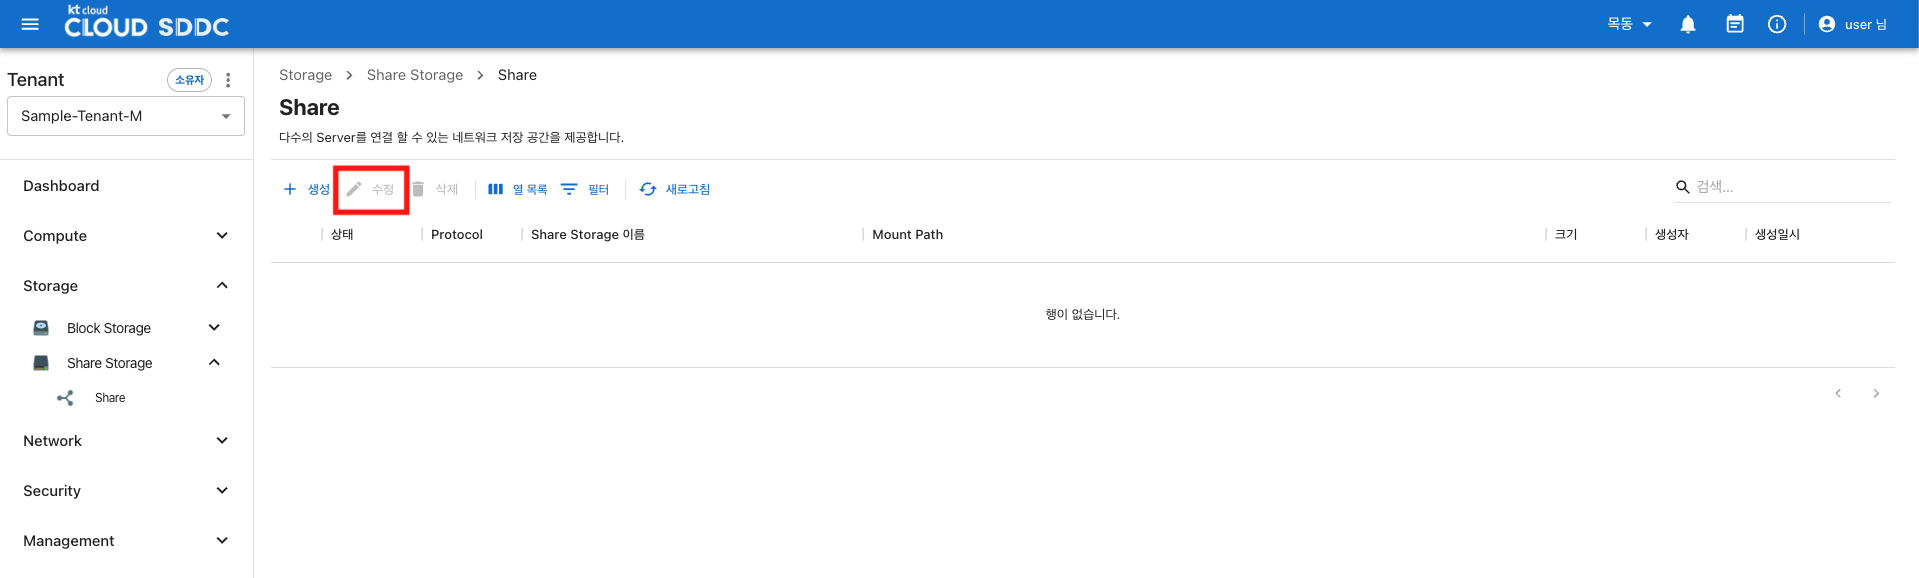 kt cloud
CLOUD SDDC
목동
user 님
Tenant
소유자
Sample-Tenant-M
Dashboard
Compute
Storage
Block Storage
Share Storage
Share
Network
Security
Management
Storage > Share Storage > Share
Share
다수의 Server를 연결 할 수 있는 네트워크 저장 공간을 제공합니다.
생성 수정 삭제 열 목록 필터 새로고침
검색...
상태 Protocol Share Storage 이름 Mount Path 크기 생성자 생성일시
행이 없습니다.